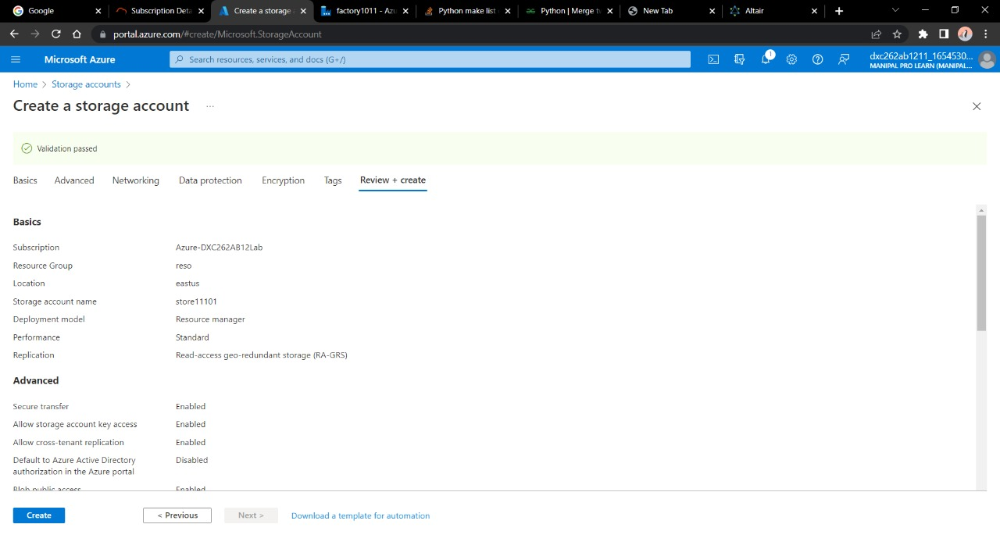 Google
Subscription Deta
Create a storage
factory1011 - Azu
Python make list
Python | Merge tw
New Tab
Altair
portal.azure.com/#create/Microsoft.StorageAccount
Microsoft Azure
Search resources, services, and docs (G+/)
1
dxc262ab1211_1654530...
MANIPAL PRO LEARN (MANIPAL...
Home > Storage accounts >
Create a storage account ...
Validation passed
Basics Advanced Networking Data protection Encryption Tags Review + create
Basics
Subscription Azure-DXC262AB12Lab
Resource Group reso
Location eastus
Storage account name store11101
Deployment model Resource manager
Performance Standard
Replication Read-access geo-redundant storage (RA-GRS)
Advanced
Secure transfer Enabled
Allow storage account key access Enabled
Allow cross-tenant replication Enabled
Default to Azure Active Directory Disabled
authorization in the Azure portal
Blob public access Enabled
Create < Previous Next > Download a template for automation